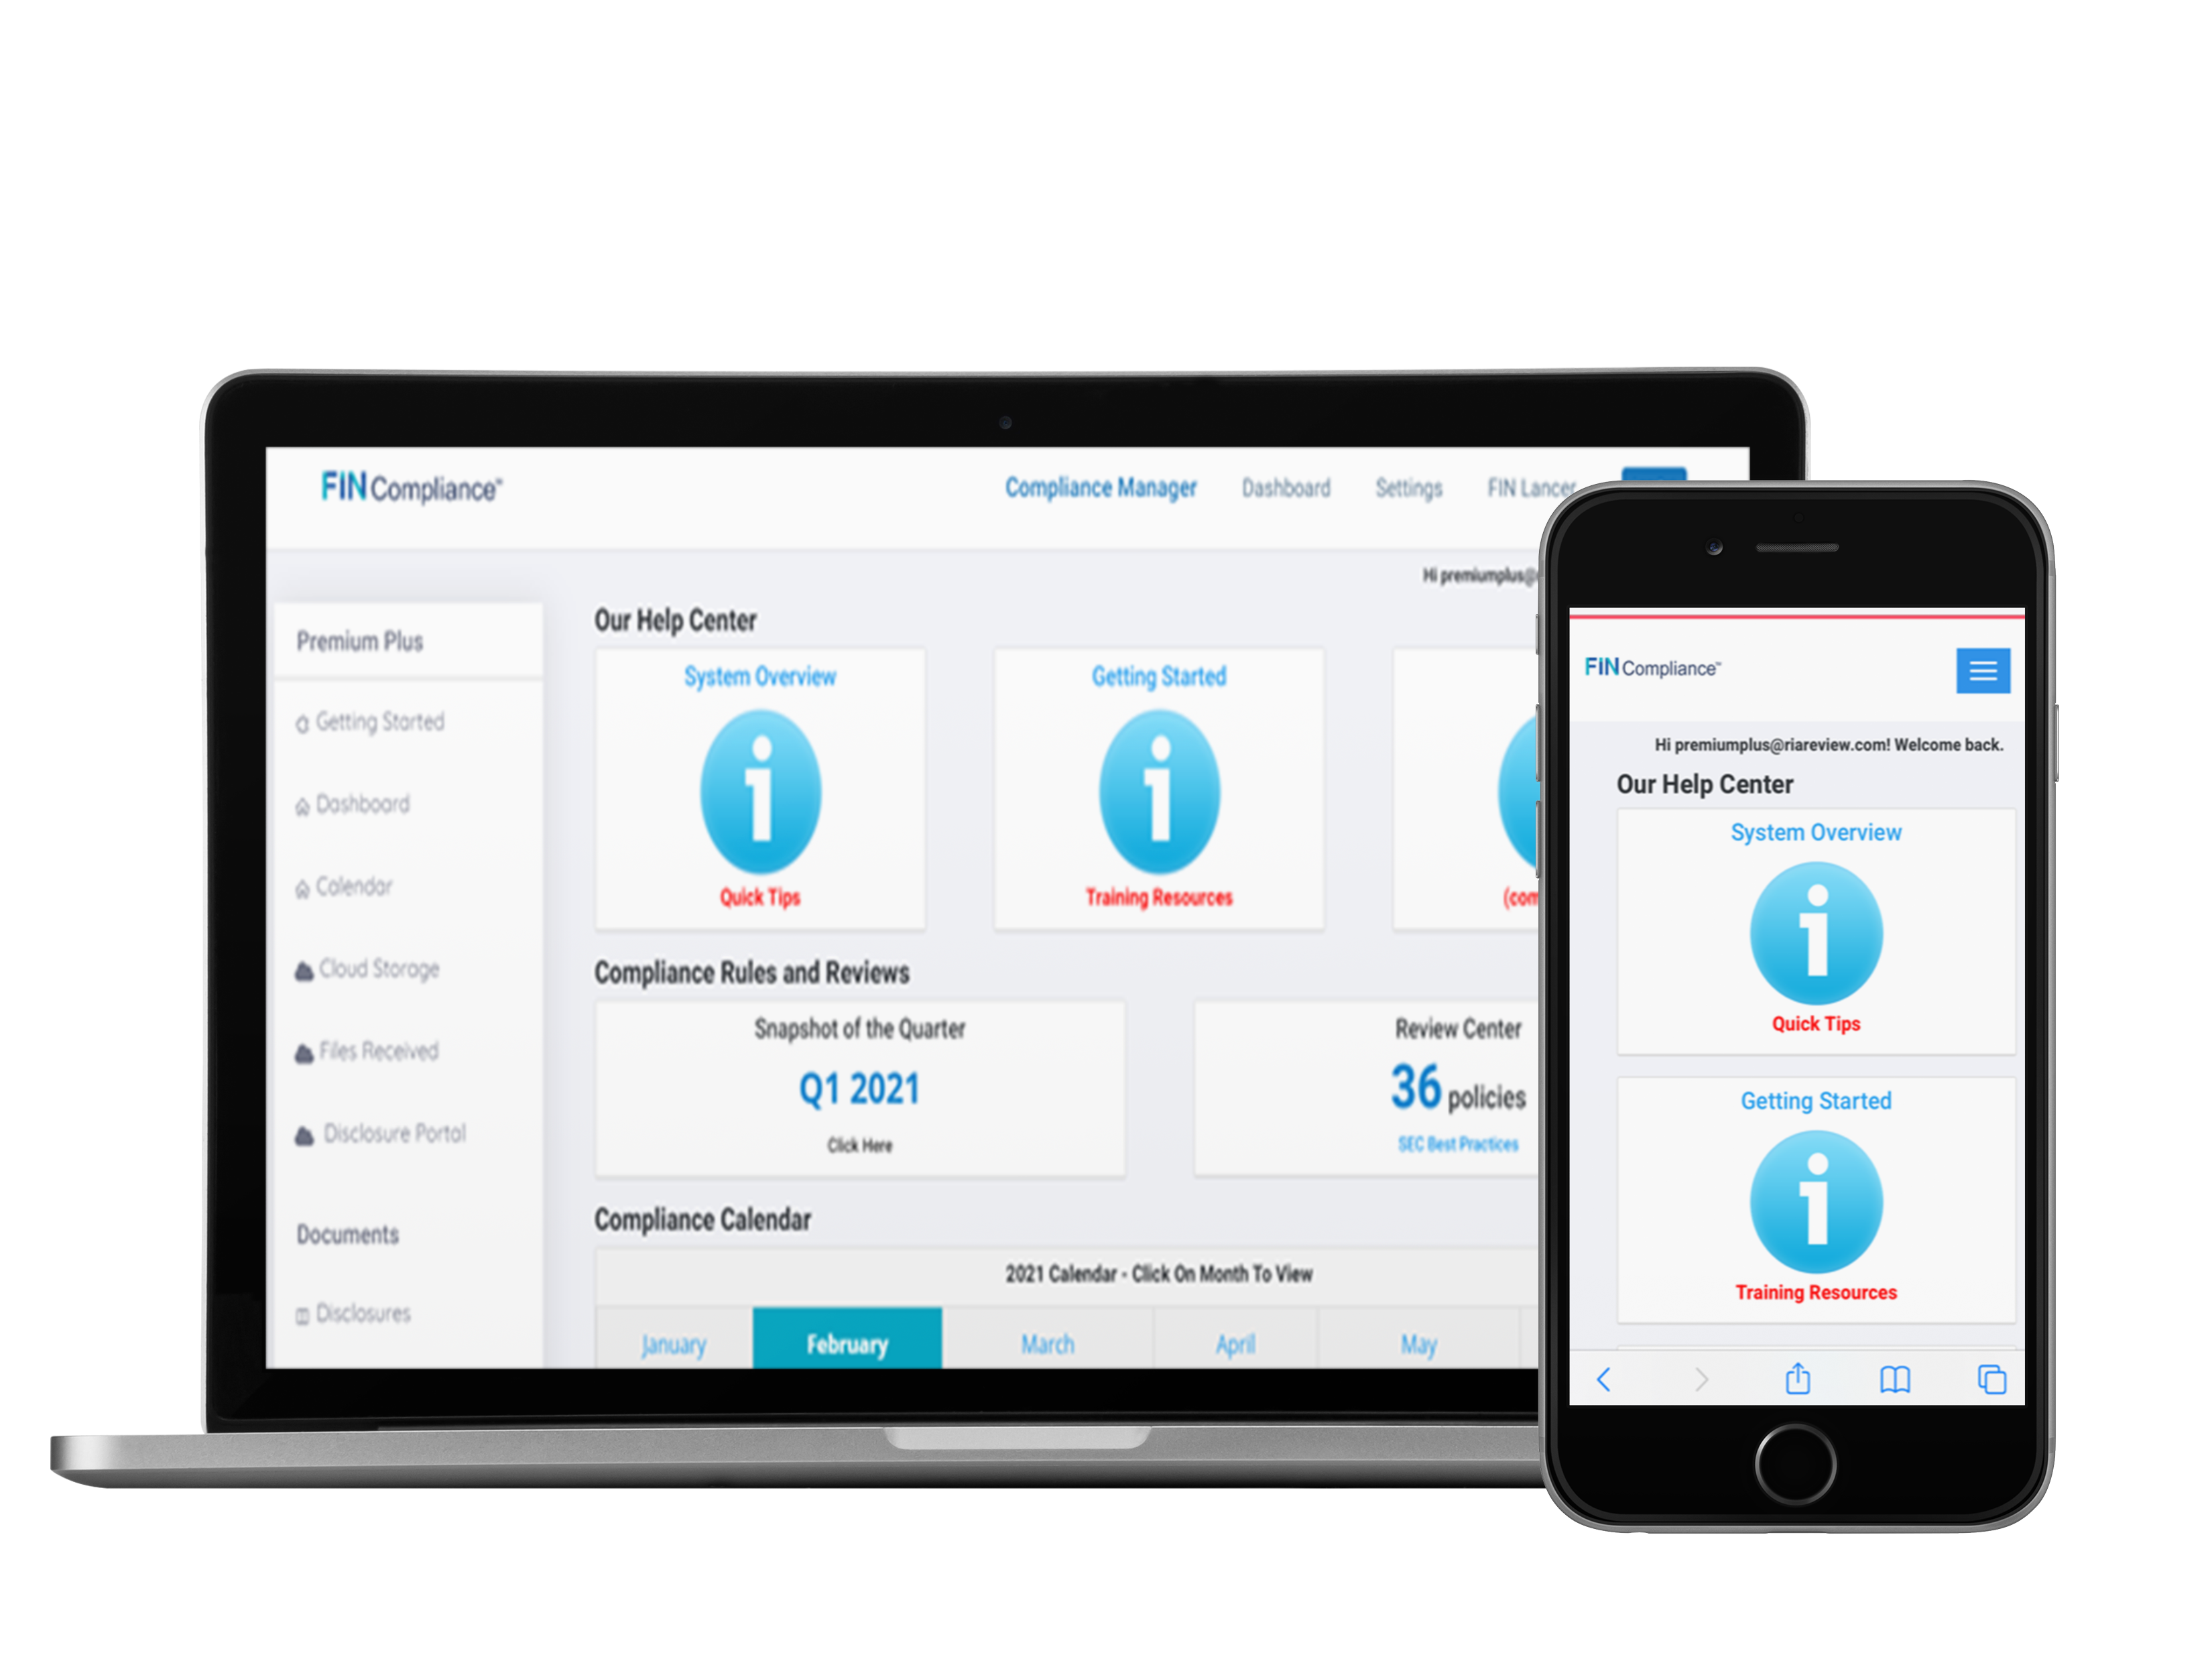 FIN Compliance™
Compliance Manager Dashboard Settings FIN Lancer
Hi premiumplus@
Premium Plus
Getting Started
Dashboard
Calendar
Cloud Storage
Files Received
Disclosure Portal
Documents
Disclosures
Our Help Center
System Overview
Quick Tips
Getting Started
Training Resources
(com
Compliance Rules and Reviews
Snapshot of the Quarter
Q1 2021
Click Here
Review Center
36 policies
SEC Best Practices
Compliance Calendar
2021 Calendar - Click On Month To View
January February March April May
FIN Compliance™
Hi premiumplus@riareview.com! Welcome back.
Our Help Center
System Overview
Quick Tips
Getting Started
Training Resources